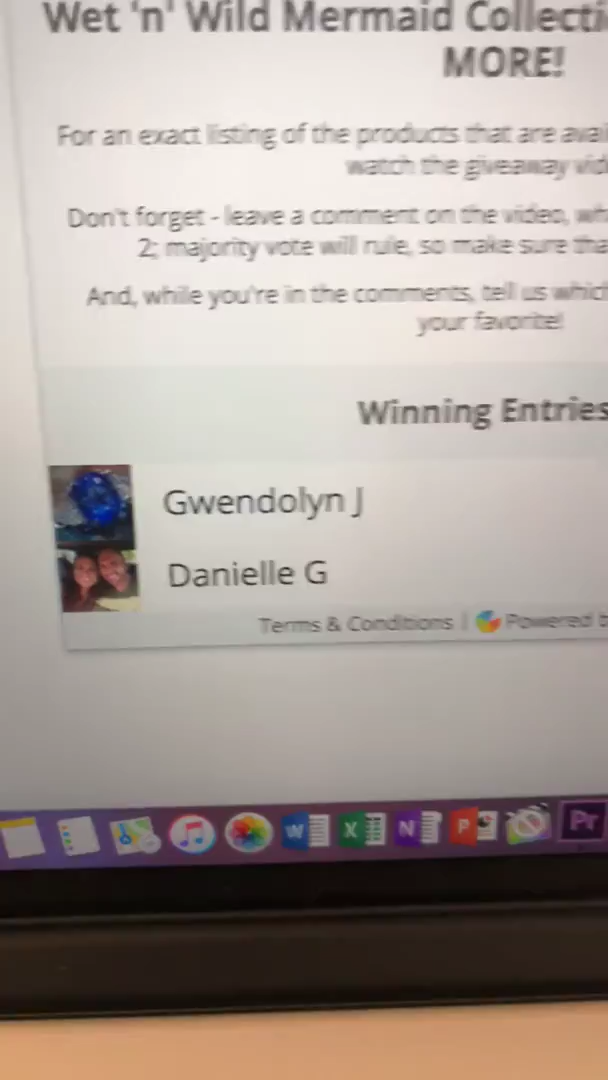 Wet 'n' Wild Mermaid Collecti
MORE!
For an exact listing of the products that are avai
watch the giveaway vid
Don't forget - leave a comment on the video, wh
2; majority vote will rule, so make sure tha
And, while you're in the comments, tell us which
your favorite!
Winning Entries
Gwendolyn J
Danielle G
Terms & Conditions | Powered b
W X N P Pr